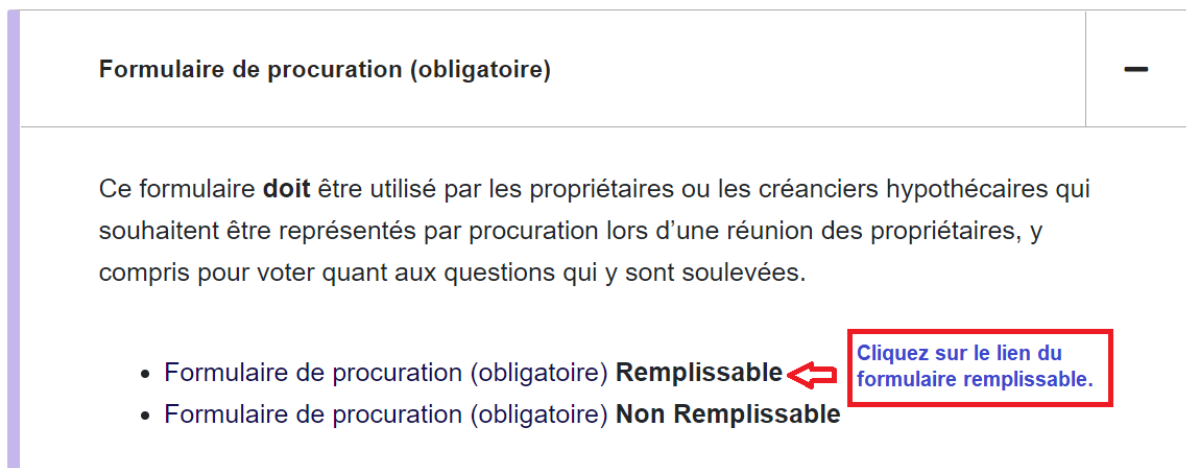 Formulaire de procuration (obligatoire)
Ce formulaire doit être utilisé par les propriétaires ou les créanciers hypothécaires qui
souhaitent être représentés par procuration lors d’une réunion des propriétaires, y
compris pour voter quant aux questions qui y sont soulevées.
• Formulaire de procuration (obligatoire) Remplissable
Cliquez sur le lien du
formulaire remplissable.
• Formulaire de procuration (obligatoire) Non Remplissable